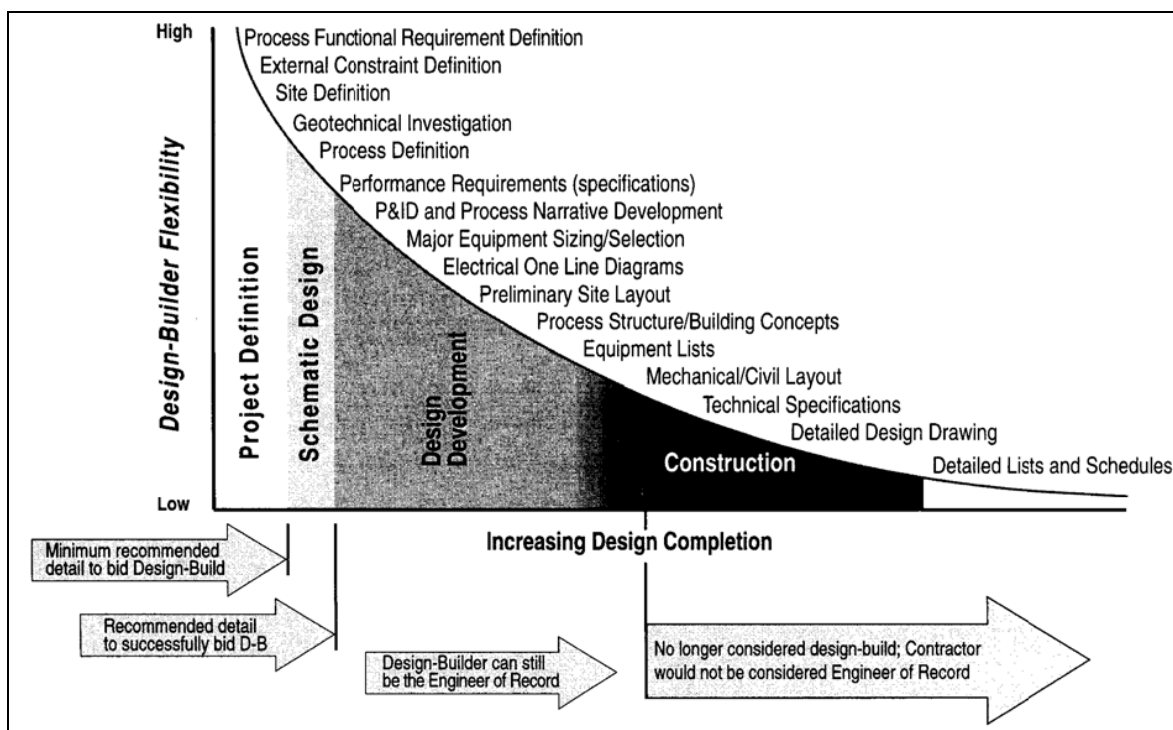 High
Process Functional Requirement Definition
External Constraint Definition
Site Definition
Geotechnical Investigation
Process Definition
Performance Requirements (specifications)
P&ID and Process Narrative Development
Major Equipment Sizing/Selection
Electrical One Line Diagrams
Preliminary Site Layout
Process Structure/Building Concepts
Equipment Lists
Mechanical/Civil Layout
Technical Specifications
Detailed Design Drawing
Detailed Lists and Schedules
Design-Builder Flexibility
Project Definition
Schematic Design
Design
Development
Construction
Low
Increasing Design Completion
Minimum recommended
detail to bid Design-Build
Recommended detail
to successfully bid D-B
Design-Builder can still
be the Engineer of Record
No longer considered design-build; Contractor
would not be considered Engineer of Record